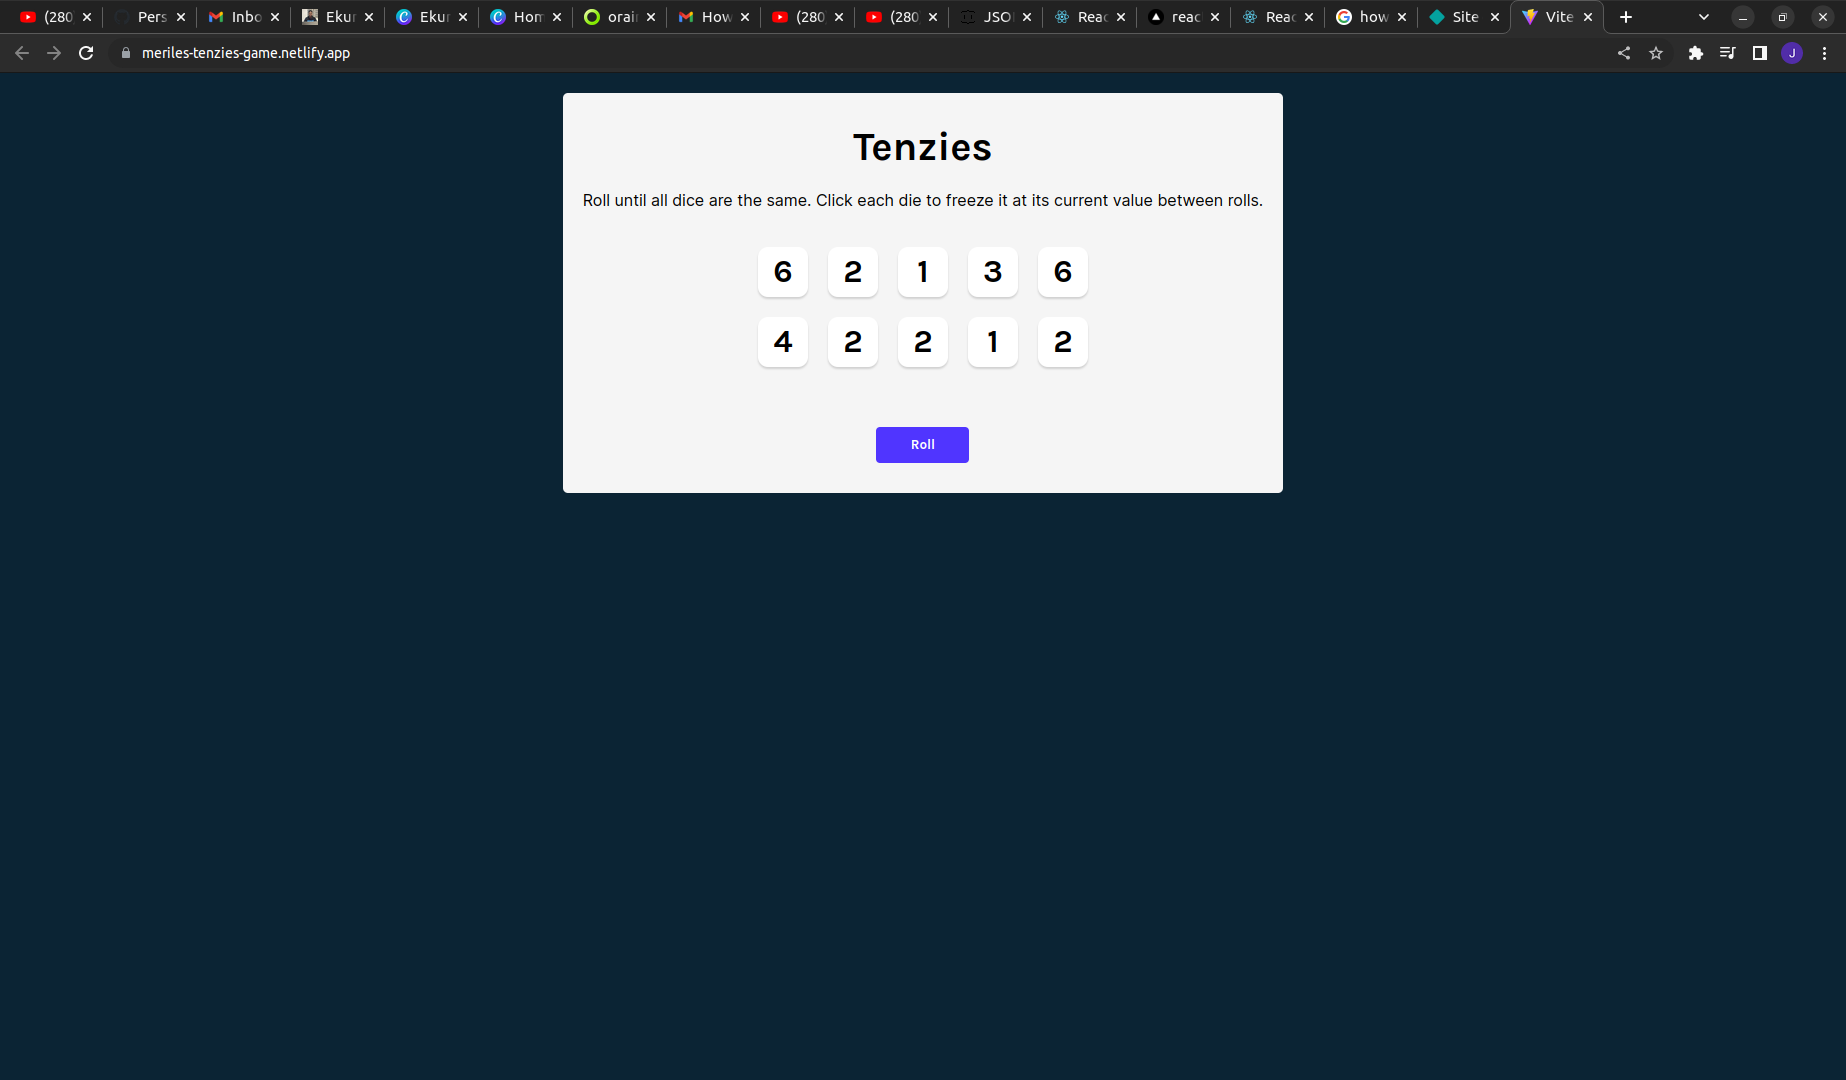 (280 Pers Inbo Ekur Ekur Hom orai How (280 (280 JSO Reac reac Reac how Site Vite
meriles-tenzies-game.netlify.app J
Tenzies
Roll until all dice are the same. Click each die to freeze it at its current value between rolls.
6 2 1 3 6
4 2 2 1 2
Roll